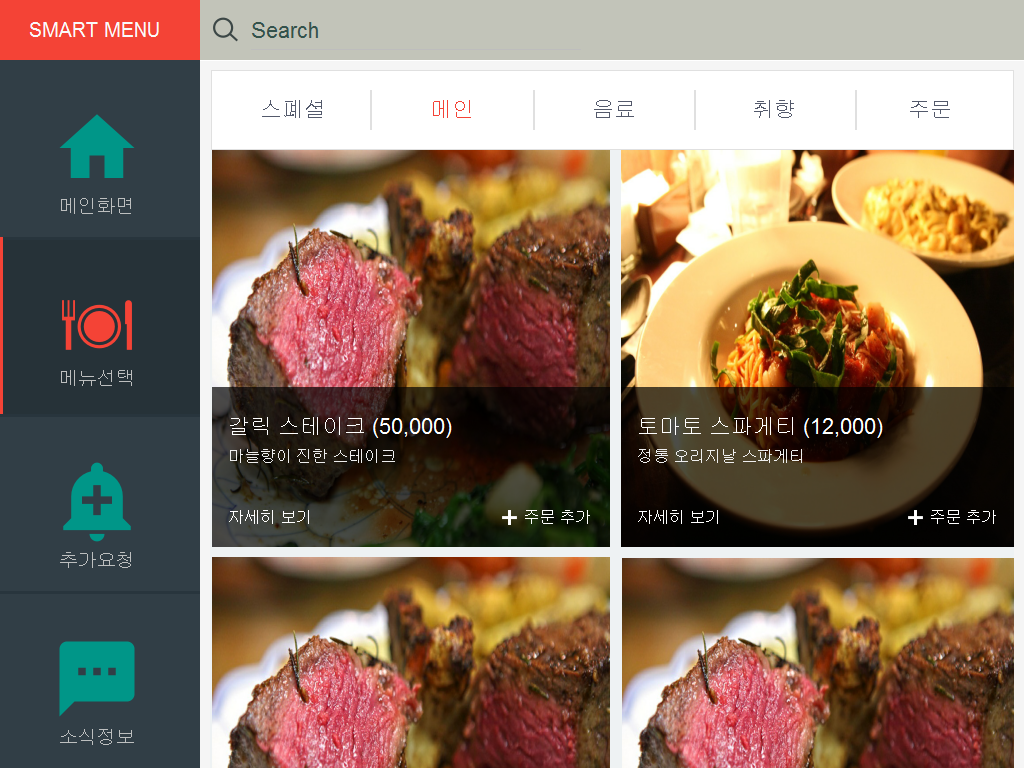 SMART MENU
Search
스폐셜
메인
음료
취향
주문
메인화면
메뉴선택
추가요청
소식정보
갈릭 스테이크 (50,000)
마늘향이 진한 스테이크
자세히 보기
주문 추가
토마토 스파게티 (12,000)
정통 오리지날 스파게티
자세히 보기
주문 추가